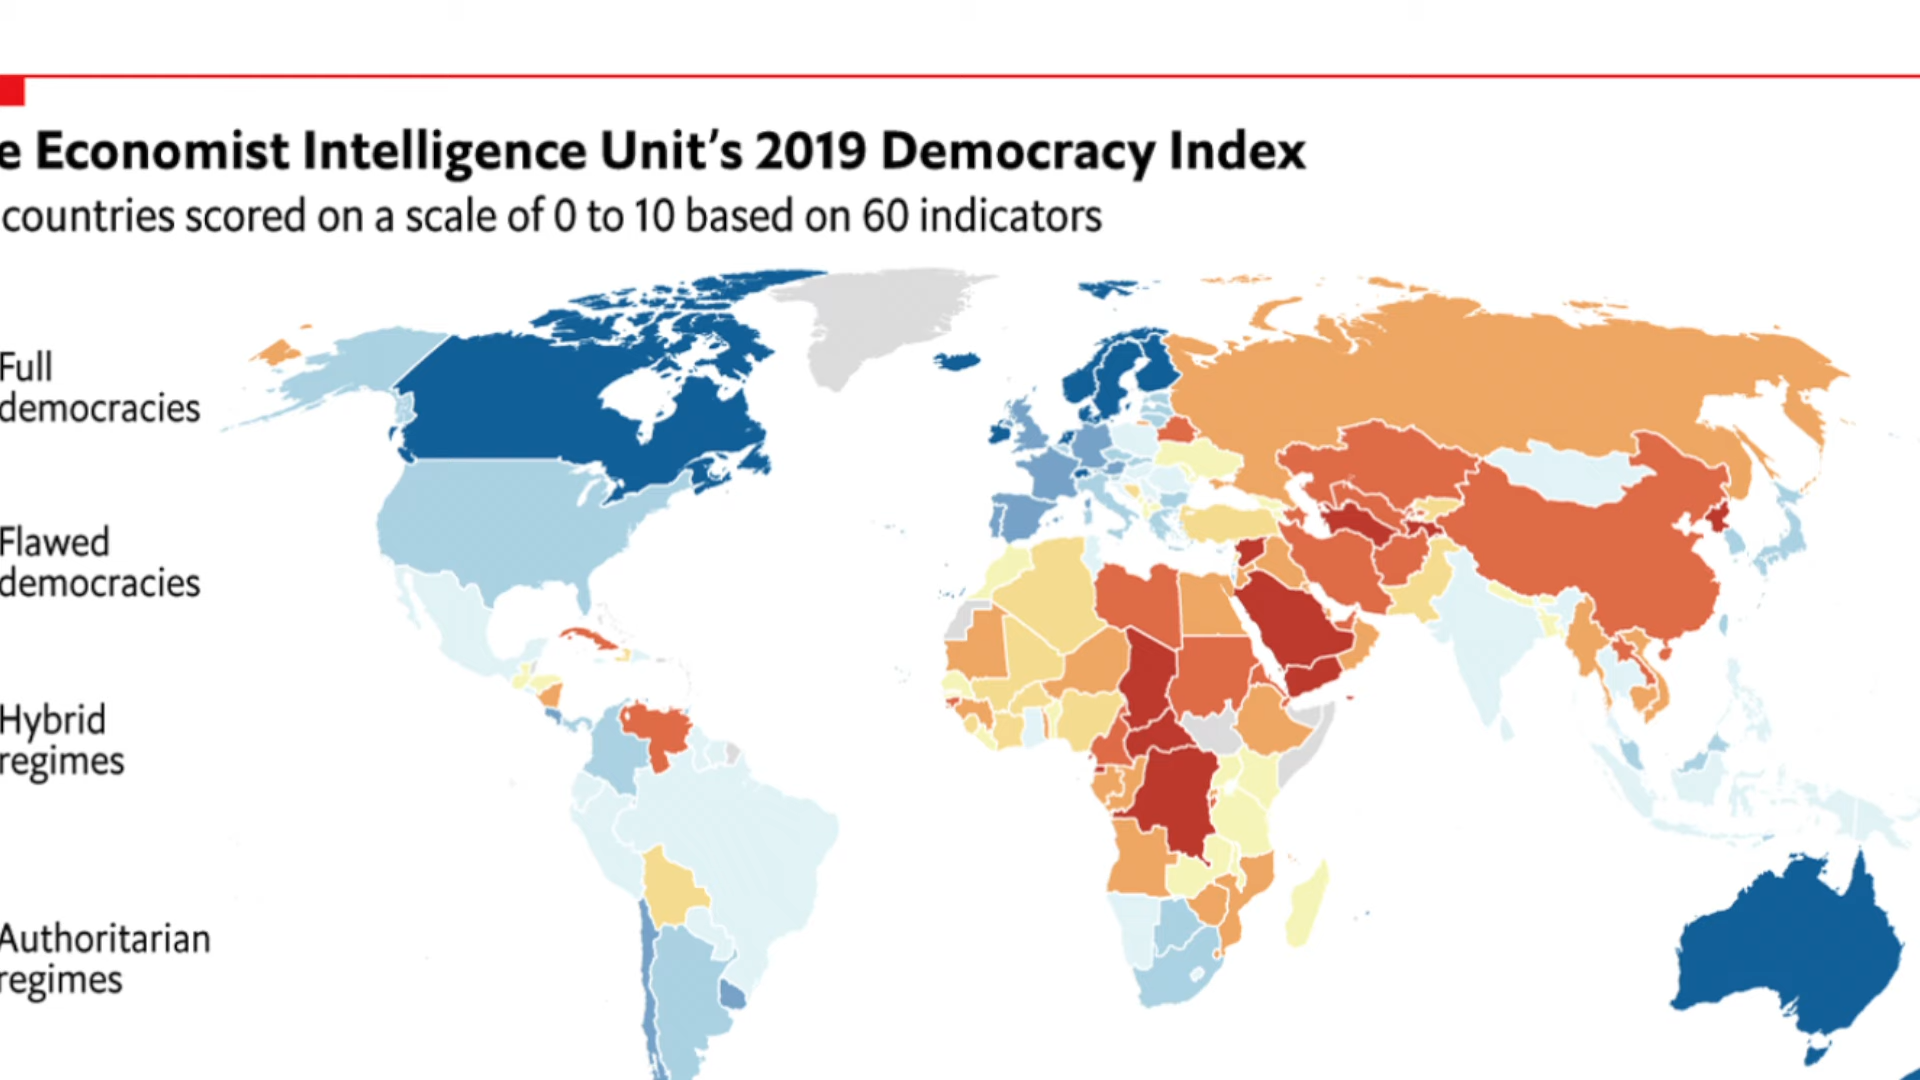 e Economist Intelligence Unit’s 2019 Democracy Index
countries scored on a scale of 0 to 10 based on 60 indicators
Full
democracies
Flawed
democracies
Hybrid
regimes
Authoritarian
regimes